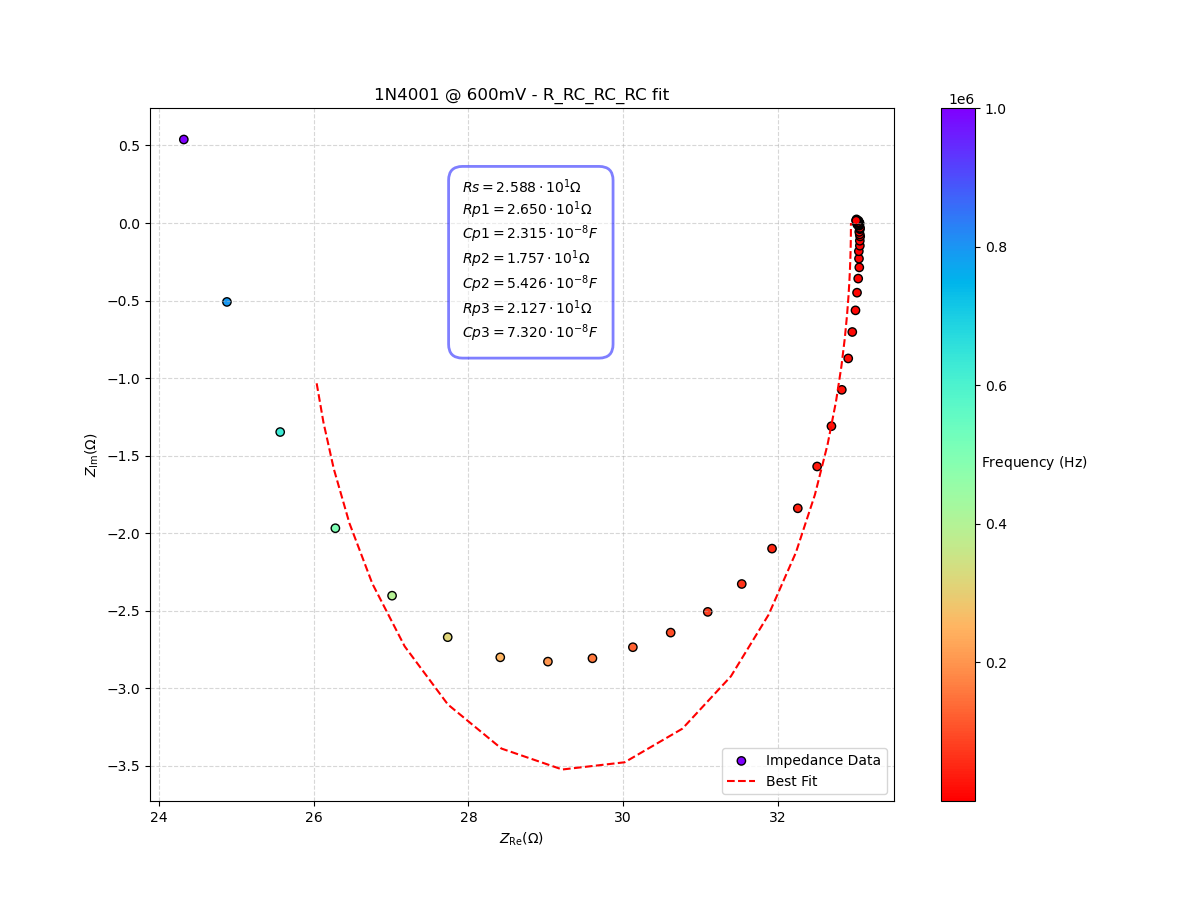 1N4001 @ 600mV - R_RC_RC_RC fit
1e6
Rs = 2.588 · 10¹Ω
Rp1 = 2.650 · 10¹Ω
Cp1 = 2.315 · 10⁻⁸F
Rp2 = 1.757 · 10¹Ω
Cp2 = 5.426 · 10⁻⁸F
Rp3 = 2.127 · 10¹Ω
Cp3 = 7.320 · 10⁻⁸F
0.5
0.0
−0.5
−1.0
−1.5
−2.0
−2.5
−3.0
−3.5
Z_Im(Ω)
24 26 28 30 32
Z_Re(Ω)
Impedance Data
Best Fit
1.0
0.8
0.6
0.4
0.2
Frequency (Hz)